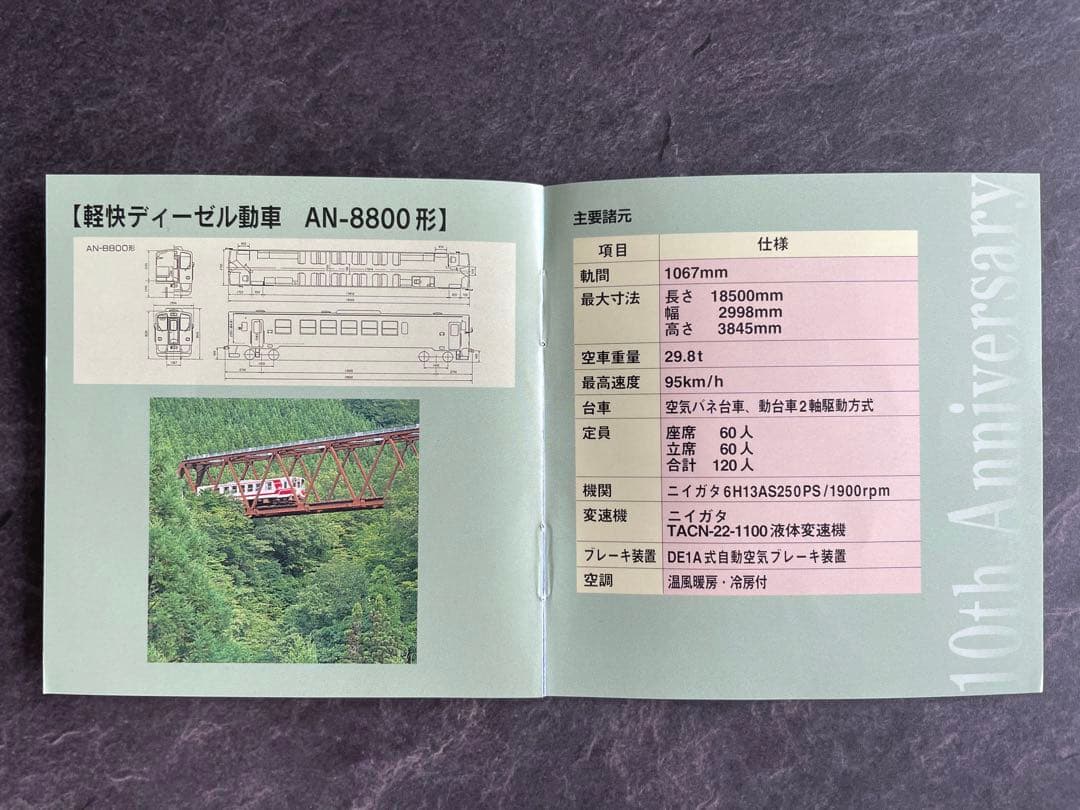 【軽快ディーゼル動車 AN-8800形】
AN-8800形
主要諸元
項目 仕様
軌間 1067mm
最大寸法 長さ 18500mm
幅 2998mm
高さ 3845mm
空車重量 29.8t
最高速度 95km/h
台車 空気バネ台車、動台車2軸駆動方式
定員 座席 60人
立席 60人
合計 120人
機関 ニイガタ6H13AS250PS/1900rpm
変速機 ニイガタ
TACN-22-1100液体変速機
ブレーキ装置 DE1A式自動空気ブレーキ装置
空調 温風暖房・冷房付
10th Anniversary